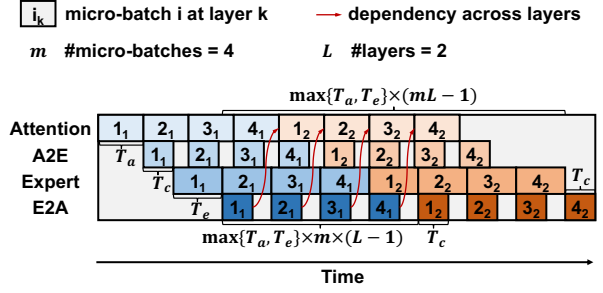 i_k micro-batch i at layer k → dependency across layers
m #micro-batches = 4 L #layers = 2
max{T_a, T_e}×(mL − 1)
Attention 1_1 2_1 3_1 4_1 1_2 2_2 3_2 4_2
A2E 1_1 2_1 3_1 4_1 1_2 2_2 3_2 4_2
T_a
Expert 1_1 2_1 3_1 4_1 1_2 2_2 3_2 4_2
T_c T_c
E2A 1_1 2_1 3_1 4_1 1_2 2_2 3_2 4_2
T_e
max{T_a, T_e}×m×(L − 1) T_c
Time